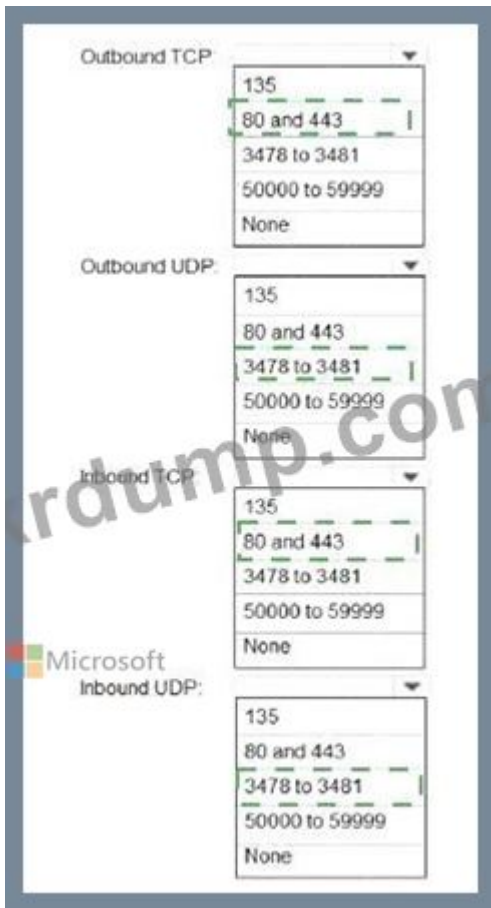 Outbound TCP
135
80 and 443
3478 to 3481
50000 to 59999
None
Outbound UDP:
135
80 and 443
3478 to 3481
50000 to 59999
None
Inbound TCP
135
80 and 443
3478 to 3481
50000 to 59999
None
Microsoft
Inbound UDP:
135
80 and 443
3478 to 3481
50000 to 59999
None
rdump.com